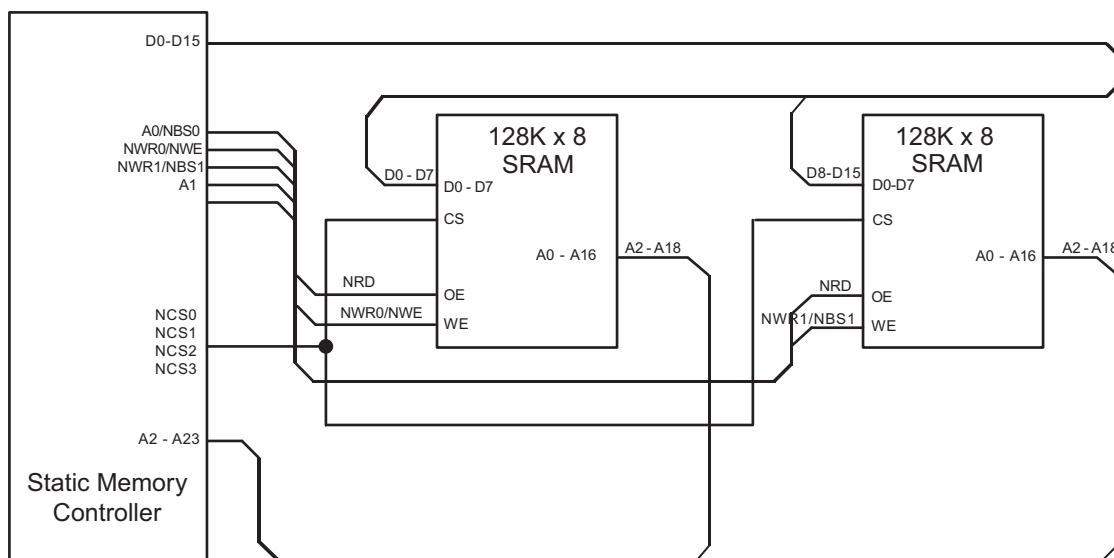 D0-D15
A0/NBS0
NWR0/NWE
NWR1/NBS1
A1
NCS0
NCS1
NCS2
NCS3
A2 - A23
Static Memory
Controller
128K x 8
SRAM
D0 - D7
D0 - D7
CS
A0 - A16
A2 - A18
NRD
OE
NWR0/NWE
WE
128K x 8
SRAM
D8-D15
D0-D7
CS
A0 - A16
A2 - A18
NRD
OE
NWR1/NBS1
WE